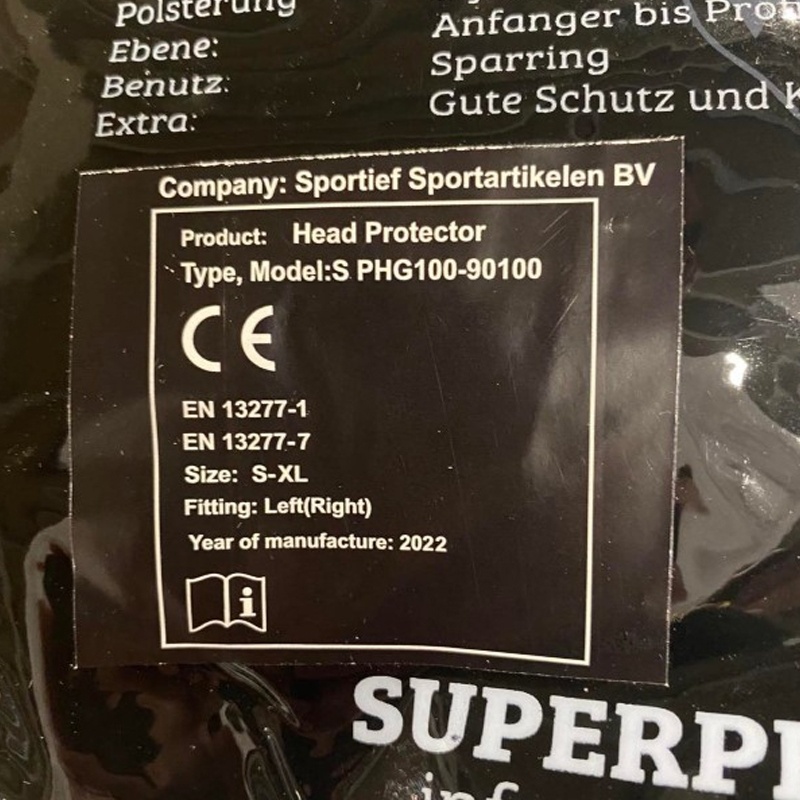 Polsterung
Ebene:
Anfanger bis
Benutz:
Sparring
Extra:
Gute Schutz und
Company: Sportief Sportartikelen BV
Product: Head Protector
Type, Model:S PHG100-90100
CE
EN 13277-1
EN 13277-7
Size: S-XL
Fitting: Left(Right)
Year of manufacture: 2022
i